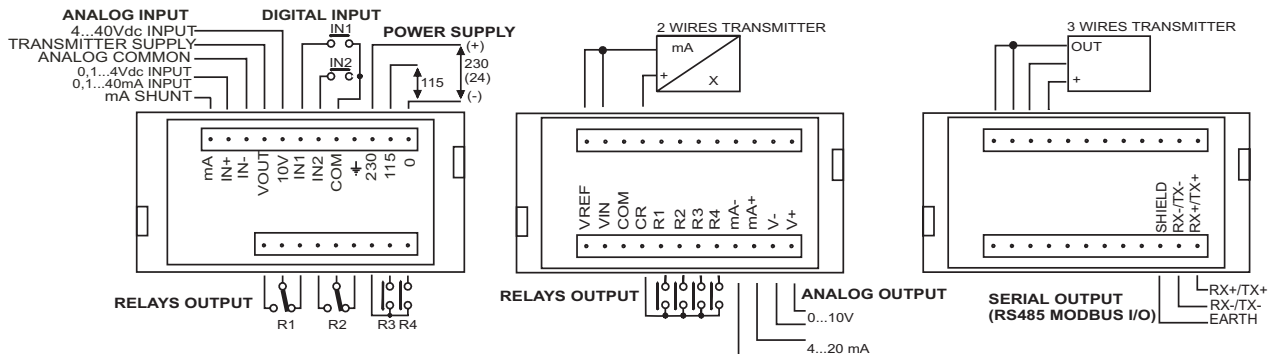 ANALOG INPUT
4...40Vdc INPUT
TRANSMITTER SUPPLY
ANALOG COMMON
0,1...4Vdc INPUT
0,1...40mA INPUT
mA SHUNT
DIGITAL INPUT
IN1
IN2
POWER SUPPLY
(+)
230
(24)
115
(-)
mA
IN+
IN-
VOUT
10V
IN1
IN2
COM
230
115
0
RELAYS OUTPUT
R1
R2
R3 R4
2 WIRES TRANSMITTER
mA
+
X
VREF
VIN
COM
CR
R1
R2
R3
R4
mA-
mA+
V-
V+
RELAYS OUTPUT
ANALOG OUTPUT
0...10V
4...20 mA
3 WIRES TRANSMITTER
OUT
+
SHIELD
RX-/TX-
RX+/TX+
SERIAL OUTPUT
(RS485 MODBUS I/O)
RX+/TX+
RX-/TX-
EARTH